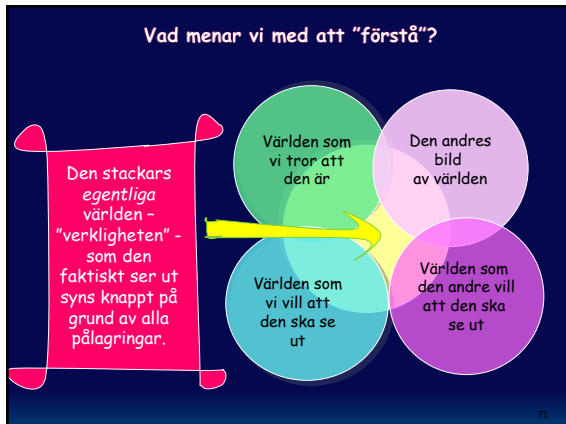 Vad menar vi med att ”förstå”?
Den stackars
egentliga
världen –
”verkligheten” -
som den
faktiskt ser ut
syns knappt på
grund av alla
pålagringar.
Världen som
vi tror att
den är
Den andres
bild
av världen
Världen som
vi vill att
den ska se
ut
Världen som
den andre vill
att den ska
se ut
71